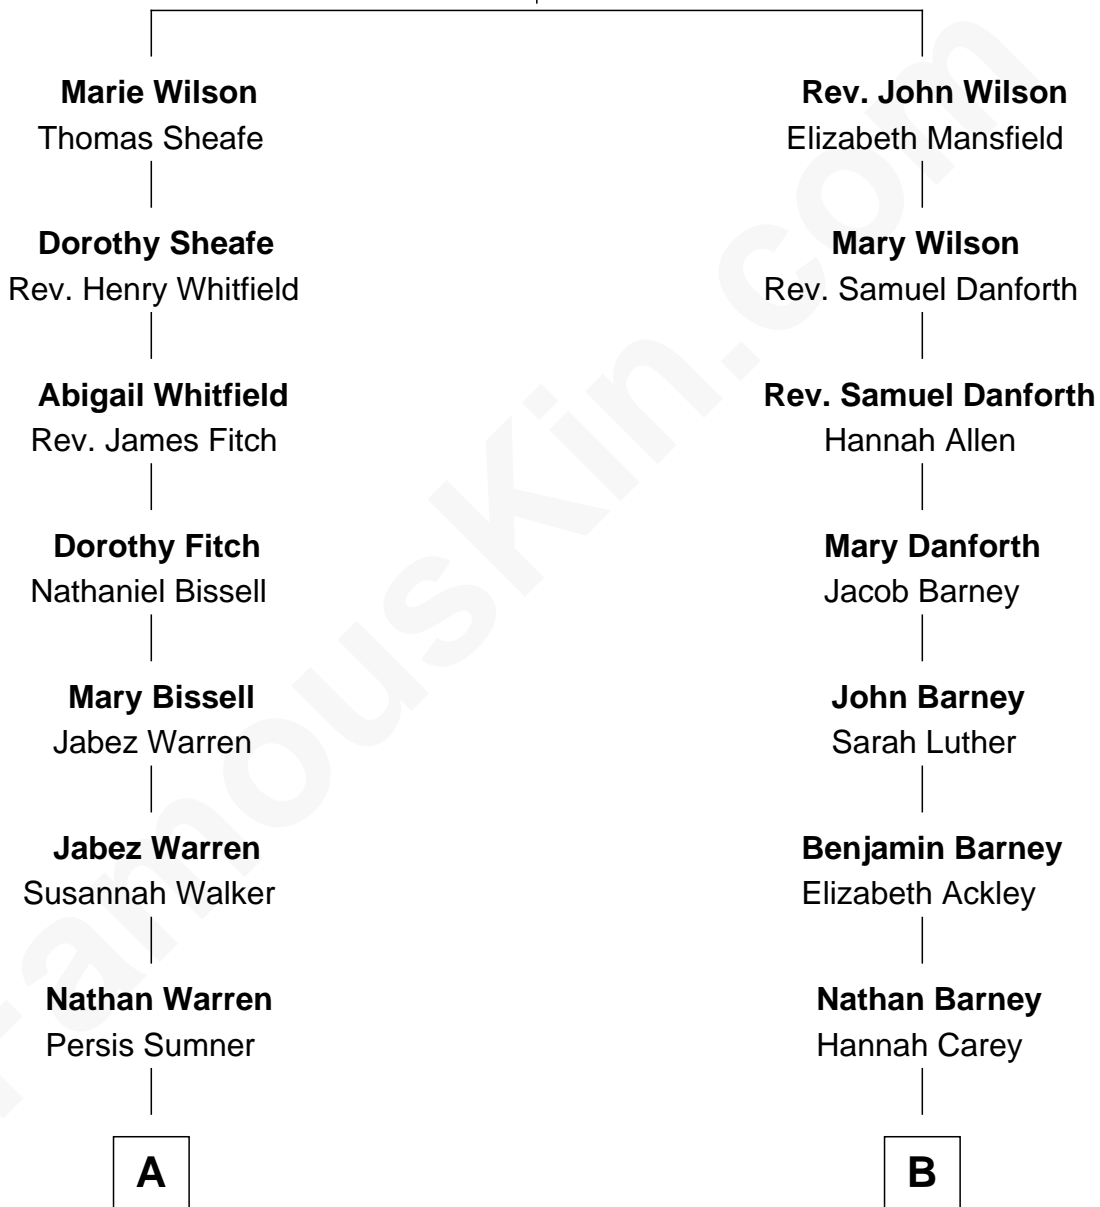 Marie Wilson
Thomas Sheafe
Dorothy Sheafe
Rev. Henry Whitfield
Abigail Whitfield
Rev. James Fitch
Dorothy Fitch
Nathaniel Bissell
Mary Bissell
Jabez Warren
Jabez Warren
Susannah Walker
Nathan Warren
Persis Sumner
A
Rev. John Wilson
Elizabeth Mansfield
Mary Wilson
Rev. Samuel Danforth
Rev. Samuel Danforth
Hannah Allen
Mary Danforth
Jacob Barney
John Barney
Sarah Luther
Benjamin Barney
Elizabeth Ackley
Nathan Barney
Hannah Carey
B
FamousKin.com